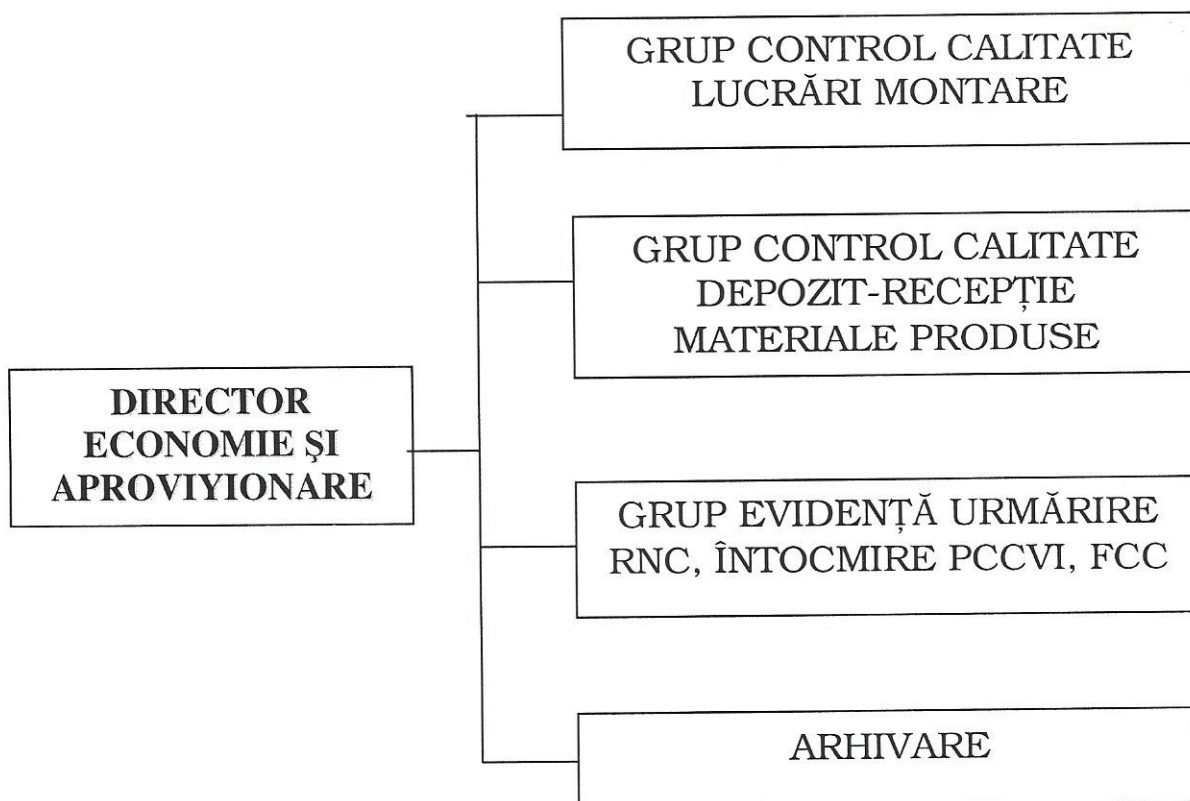 GRUP CONTROL CALITATE
LUCRĂRI MONTARE
GRUP CONTROL CALITATE
DEPOZIT-RECEPȚIE
MATERIALE PRODUSE
DIRECTOR
ECONOMIE ȘI
APROVIYIONARE
GRUP EVIDENȚĂ URMĂRIRE
RNC, ÎNTOCMIRE PCCVI, FCC
ARHIVARE